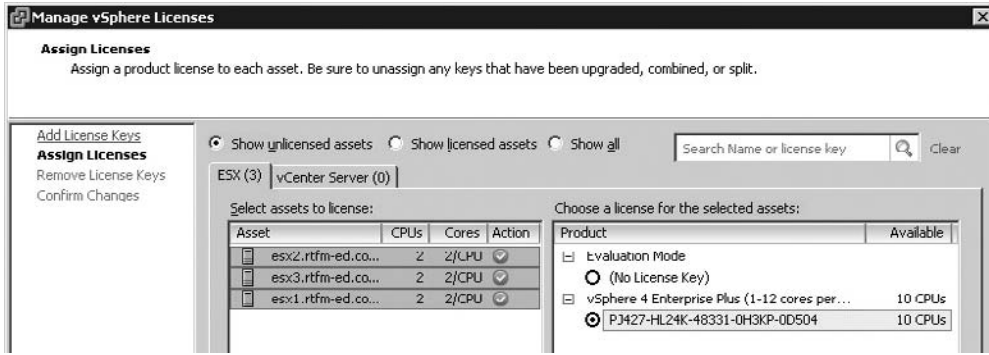 Manage vSphere Licenses
Assign Licenses
Assign a product license to each asset. Be sure to unassign any keys that have been upgraded, combined, or split.
Add License Keys
Assign Licenses
Remove License Keys
Confirm Changes
Show unlicensed assets Show licensed assets Show all
Search Name or license key Clear
ESX (3) vCenter Server (0)
Select assets to license:
Asset CPUs Cores Action
esx2.rtfm-ed.co... 2 2/CPU
esx3.rtfm-ed.co... 2 2/CPU
esx1.rtfm-ed.co... 2 2/CPU
Choose a license for the selected assets:
Product Available
Evaluation Mode
(No License Key)
vSphere 4 Enterprise Plus (1-12 cores per... 10 CPUs
PJ427-HL24K-48331-0H3KP-0D504 10 CPUs